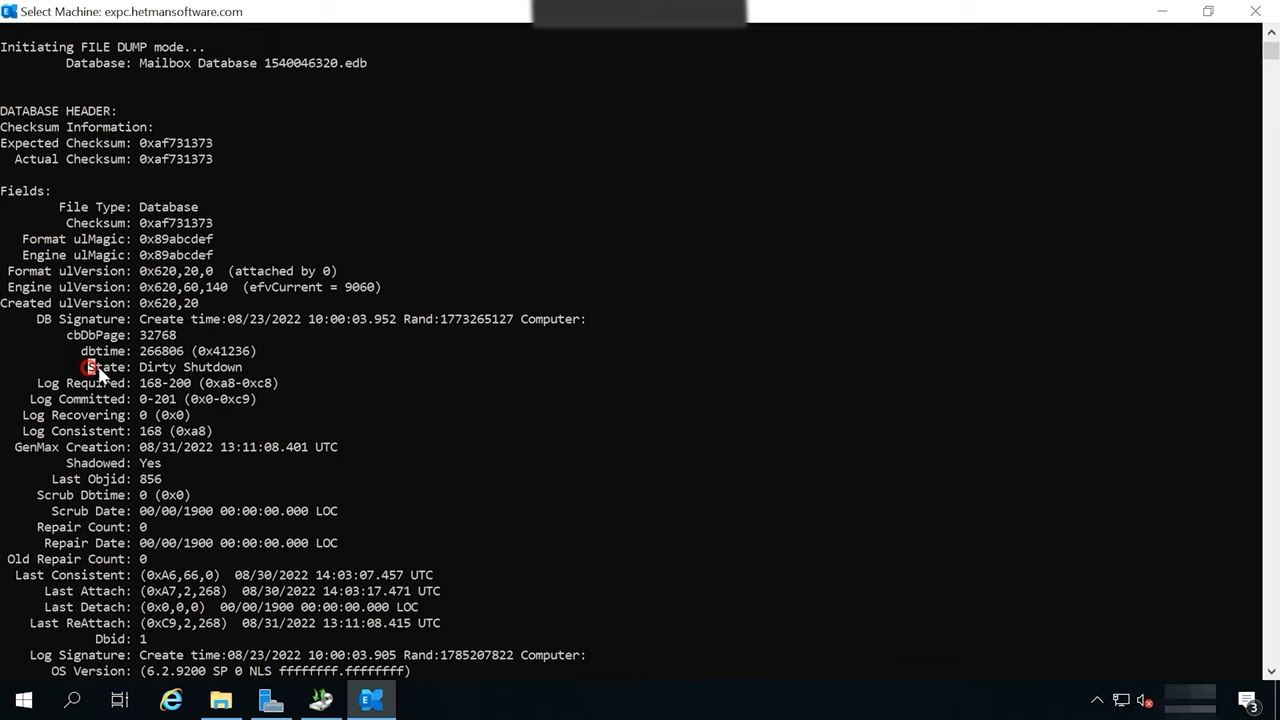 Select Machine: expc.hetmansoftware.com
Initiating FILE DUMP mode...
Database: Mailbox Database 1540046320.edb
DATABASE HEADER:
Checksum Information:
Expected Checksum: 0xaf731373
Actual Checksum: 0xaf731373
Fields:
File Type: Database
Checksum: 0xaf731373
Format ulMagic: 0x89abcdef
Engine ulMagic: 0x89abcdef
Format ulVersion: 0x620,20,0 (attached by 0)
Engine ulVersion: 0x620,60,140 (efvCurrent = 9060)
Created ulVersion: 0x620,20
DB Signature: Create time:08/23/2022 10:00:03.952 Rand:1773265127 Computer:
cbDbPage: 32768
dbtime: 266806 (0x41236)
State: Dirty Shutdown
Log Required: 168-200 (0xa8-0xc8)
Log Committed: 0-201 (0x0-0xc9)
Log Recovering: 0 (0x0)
Log Consistent: 168 (0xa8)
GenMax Creation: 08/31/2022 13:11:08.401 UTC
Shadowed: Yes
Last Objid: 856
Scrub Dbtime: 0 (0x0)
Scrub Date: 00/00/1900 00:00:00.000 LOC
Repair Count: 0
Repair Date: 00/00/1900 00:00:00.000 LOC
Old Repair Count: 0
Last Consistent: (0xA6,66,0) 08/30/2022 14:03:07.457 UTC
Last Attach: (0xA7,2,268) 08/30/2022 14:03:17.471 UTC
Last Detach: (0x0,0,0) 00/00/1900 00:00:00.000 LOC
Last ReAttach: (0xC9,2,268) 08/31/2022 13:11:08.415 UTC
Dbid: 1
Log Signature: Create time:08/23/2022 10:00:03.905 Rand:1785207822 Computer:
OS Version: (6.2.9200 SP 0 NLS ffffffff.ffffffff)
3